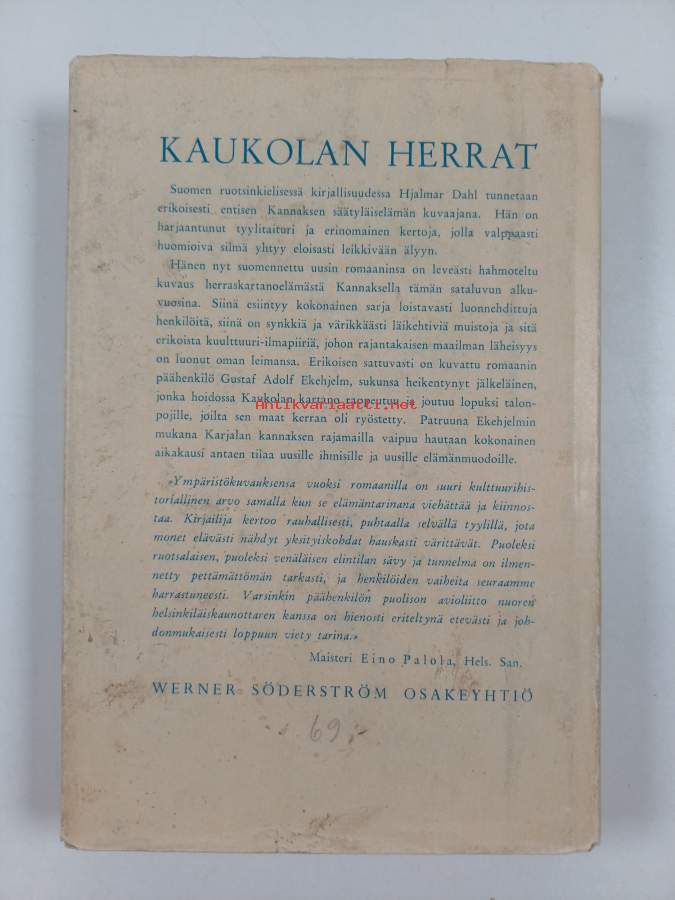 KAUKOLAN HERRAT
Suomen ruotsinkielisessä kirjallisuudessa Hjalmar Dahl tunnetaan
erikoisesti entisen Kannaksen säätyläiselämän kuvaajana. Hän on
harjaantunut tyylitaituri ja erinomainen kertoja, jolla valppaasti
huomioiva silmä yhtyy eloisasti leikkivään älyyn.
Hänen nyt suomennettu uusin romaaninsa on leveästi hahmoteltu
kuvaus herraskartanoelämästä Kannaksella tämän sataluvun alku-
vuosina. Siinä esiintyy kokonainen sarja loistavasti luonnehdittuja
henkilöitä, siinä on synkkiä ja värikkäästi läikehtiviä muistoja ja sitä
erikoista kuulttuuri-ilmapiiriä, johon rajantakaisen maailman läheisyys
on luonut oman leimansa. Erikoisen sattuvasti on kuvattu romaanin
päähenkilö Gustaf Adolf Ekehjelm, sukunsa heikentynyt jälkeläinen,
jonka hoidossa Kaukolan kartano rappeutuu ja joutuu lopuksi talon-
Antikvariaatti.net
pojille, joilta sen maat kerran oli ryöstetty. Patruuna Ekehjelmin
mukana Karjalan kannaksen rajamailla vaipuu hautaan kokonainen
aikakausi antaen tilaa uusille ihmisille ja uusille elämänmuodoille.
»Ympäristökuvauksensa vuoksi romaanilla on suuri kulttuurihis-
toriallinen arvo samalla kun se elämäntarinana viehättää ja kiinnos-
taa. Kirjailija kertoo rauhallisesti, puhtaalla selvällä tyylillä, jota
monet elävästi nähdyt yksityiskohdat hauskasti värittävät. Puoleksi
ruotsalaisen, puoleksi venäläisen elintilan sävy ja tunnelma on ilmen-
netty pettämättömän tarkasti, ja henkilöiden vaiheita seuraamme
harrastuneesti. Varsinkin päähenkilön puolison avioliitto nuoren
helsinkiläiskaunottaren kanssa on hienosti eriteltynä etevästi ja joh-
donmukaisesti loppuun viety tarina.»
Maisteri Eino Palola, Hels. San.
WERNER SÖDERSTRÖM OSAKEYHTIÖ
69:-